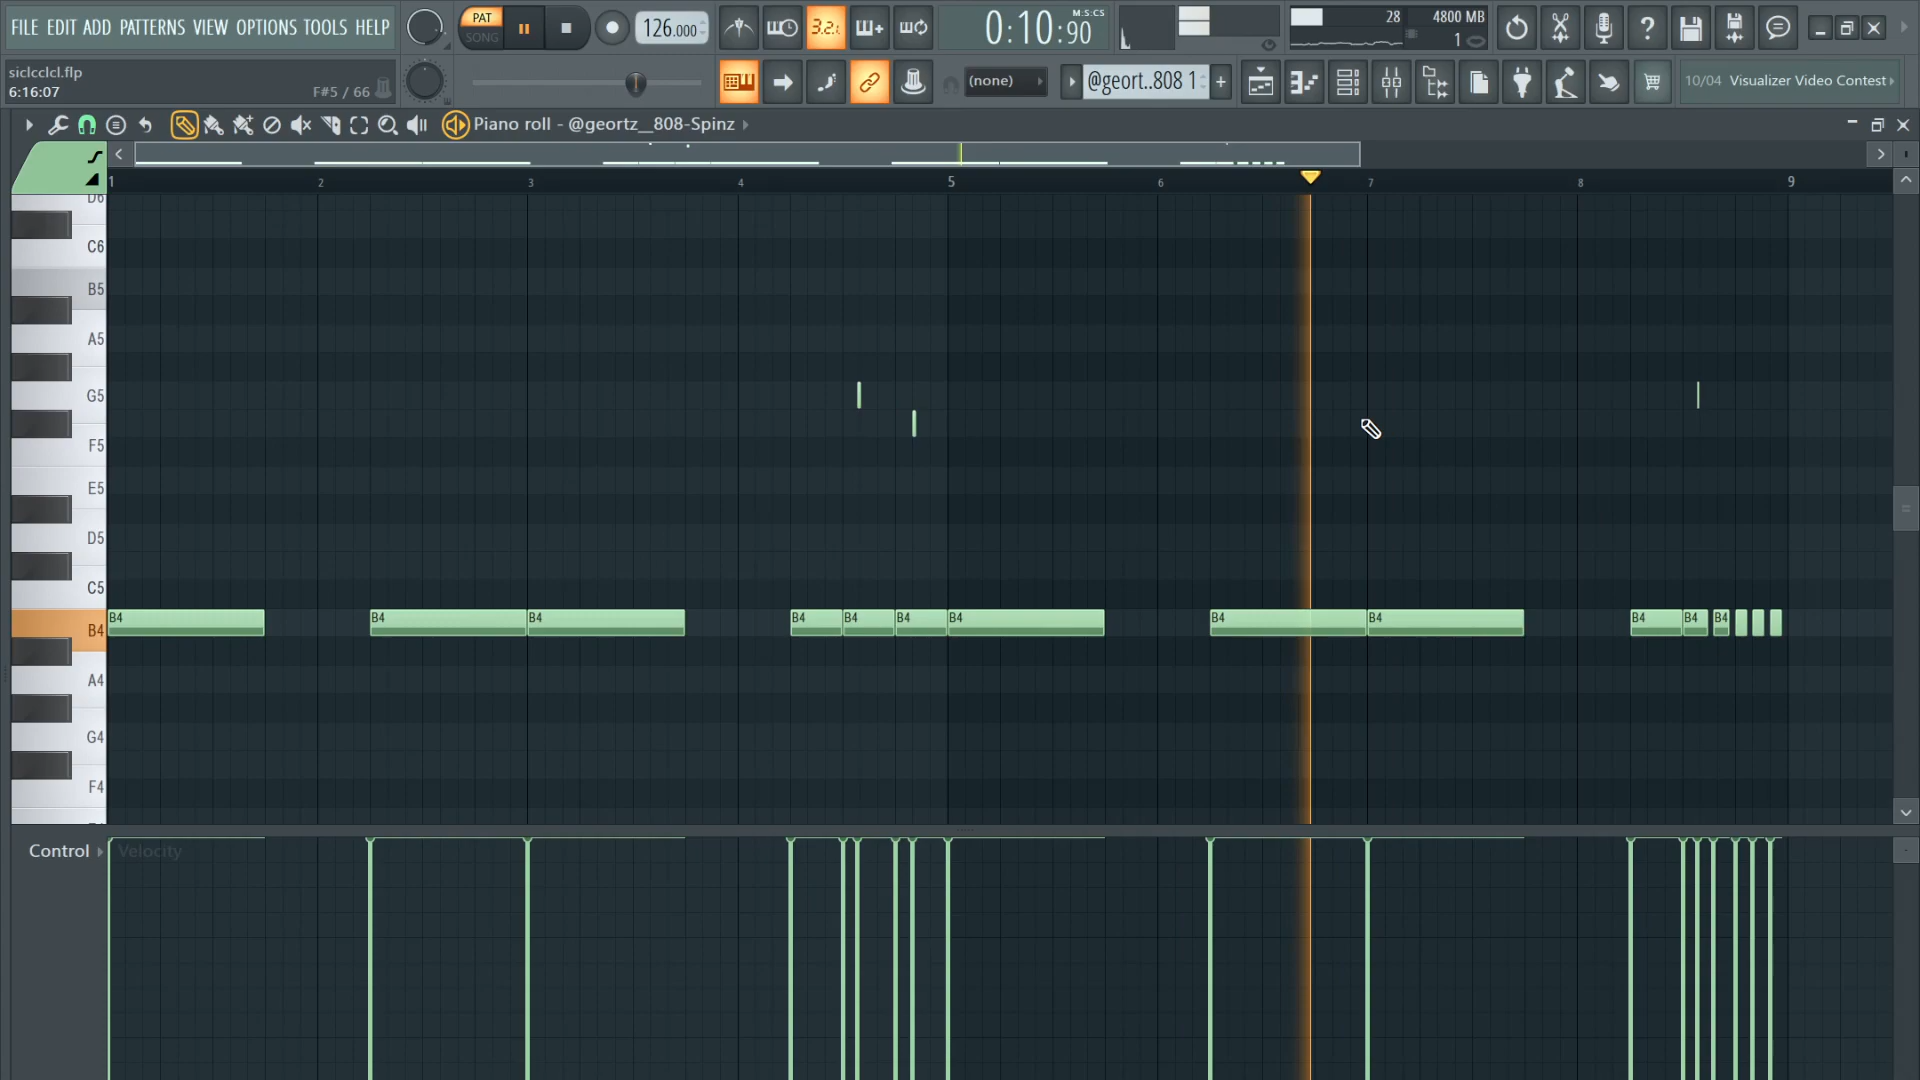 FILE EDIT ADD PATTERNS VIEW OPTIONS TOOLS HELP
PAT
SONG
126.000
3.2.
0:10:90
M:S:CS
28
4800 MB
1
siclcclcl.flp
6:16:07
F#5 / 66
(none)
@geort..808 1
10/04 Visualizer Video Contest
Piano roll - @geortz__808-Spinz
1 2 3 4 5 6 7 8 9
D6
C6
B5
A5
G5
F5
E5
D5
C5
B4 B4 B4 B4 B4 B4 B4 B4 B4 B4 B4 B4 B4
A4
G4
F4
Control Velocity